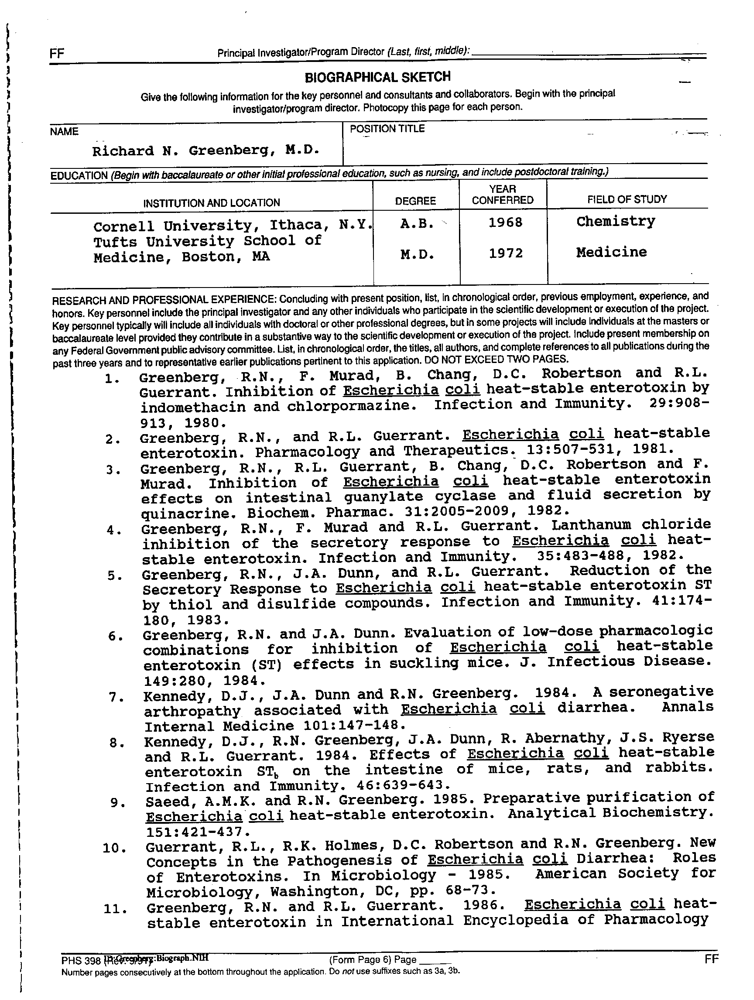 FF
Principal Investigator/Program Director (Last, first, middle):
BIOGRAPHICAL SKETCH
Give the following information for the key personnel and consultants and collaborators. Begin with the principal
investigator/program director. Photocopy this page for each person.
NAME
POSITION TITLE
Richard N. Greenberg, M.D.
EDUCATION (Begin with baccalaureate or other initial professional education, such as nursing, and include postdoctoral training.)
INSTITUTION AND LOCATION
DEGREE
YEAR
CONFERRED
FIELD OF STUDY
Cornell University, Ithaca, N.Y. A.B. 1968 Chemistry
Tufts University School of
Medicine, Boston, MA M.D. 1972 Medicine
RESEARCH AND PROFESSIONAL EXPERIENCE: Concluding with present position, list, in chronological order, previous employment, experience, and
honors. Key personnel include the principal investigator and any other individuals who participate in the scientific development or execution of the project.
Key personnel typically will include all individuals with doctoral or other professional degrees, but in some projects will include individuals at the masters or
baccalaureate level provided they contribute in a substantive way to the scientific development or execution of the project. Include present membership on
any Federal Government public advisory committee. List, in chronological order, the titles, all authors, and complete references to all publications during the
past three years and to representative earlier publications pertinent to this application. DO NOT EXCEED TWO PAGES.
1. Greenberg, R.N., F. Murad, B. Chang, D.C. Robertson and R.L.
Guerrant. Inhibition of Escherichia coli heat-stable enterotoxin by
indomethacin and chlorpormazine. Infection and Immunity. 29:908-
913, 1980.
2. Greenberg, R.N., and R.L. Guerrant. Escherichia coli heat-stable
enterotoxin. Pharmacology and Therapeutics. 13:507-531, 1981.
3. Greenberg, R.N., R.L. Guerrant, B. Chang, D.C. Robertson and F.
Murad. Inhibition of Escherichia coli heat-stable enterotoxin
effects on intestinal guanylate cyclase and fluid secretion by
quinacrine. Biochem. Pharmac. 31:2005-2009, 1982.
4. Greenberg, R.N., F. Murad and R.L. Guerrant. Lanthanum chloride
inhibition of the secretory response to Escherichia coli heat-
stable enterotoxin. Infection and Immunity. 35:483-488, 1982.
5. Greenberg, R.N., J.A. Dunn, and R.L. Guerrant. Reduction of the
Secretory Response to Escherichia coli heat-stable enterotoxin ST
by thiol and disulfide compounds. Infection and Immunity. 41:174-
180, 1983.
6. Greenberg, R.N. and J.A. Dunn. Evaluation of low-dose pharmacologic
combinations for inhibition of Escherichia coli heat-stable
enterotoxin (ST) effects in suckling mice. J. Infectious Disease.
149:280, 1984.
7. Kennedy, D.J., J.A. Dunn and R.N. Greenberg. 1984. A seronegative
arthropathy associated with Escherichia coli diarrhea. Annals
Internal Medicine 101:147-148.
8. Kennedy, D.J., R.N. Greenberg, J.A. Dunn, R. Abernathy, J.S. Ryerse
and R.L. Guerrant. 1984. Effects of Escherichia coli heat-stable
enterotoxin STb on the intestine of mice, rats, and rabbits.
Infection and Immunity. 46:639-643.
9. Saeed, A.M.K. and R.N. Greenberg. 1985. Preparative purification of
Escherichia coli heat-stable enterotoxin. Analytical Biochemistry.
151:421-437.
10. Guerrant, R.L., R.K. Holmes, D.C. Robertson and R.N. Greenberg. New
Concepts in the Pathogenesis of Escherichia coli Diarrhea: Roles
of Enterotoxins. In Microbiology - 1985. American Society for
Microbiology, Washington, DC, pp. 68-73.
11. Greenberg, R.N. and R.L. Guerrant. 1986. Escherichia coli heat-
stable enterotoxin in International Encyclopedia of Pharmacology
PHS 398 :Biograph.NIH (Form Page 6) Page FF
Number pages consecutively at the bottom throughout the application. Do not use suffixes such as 3a, 3b.